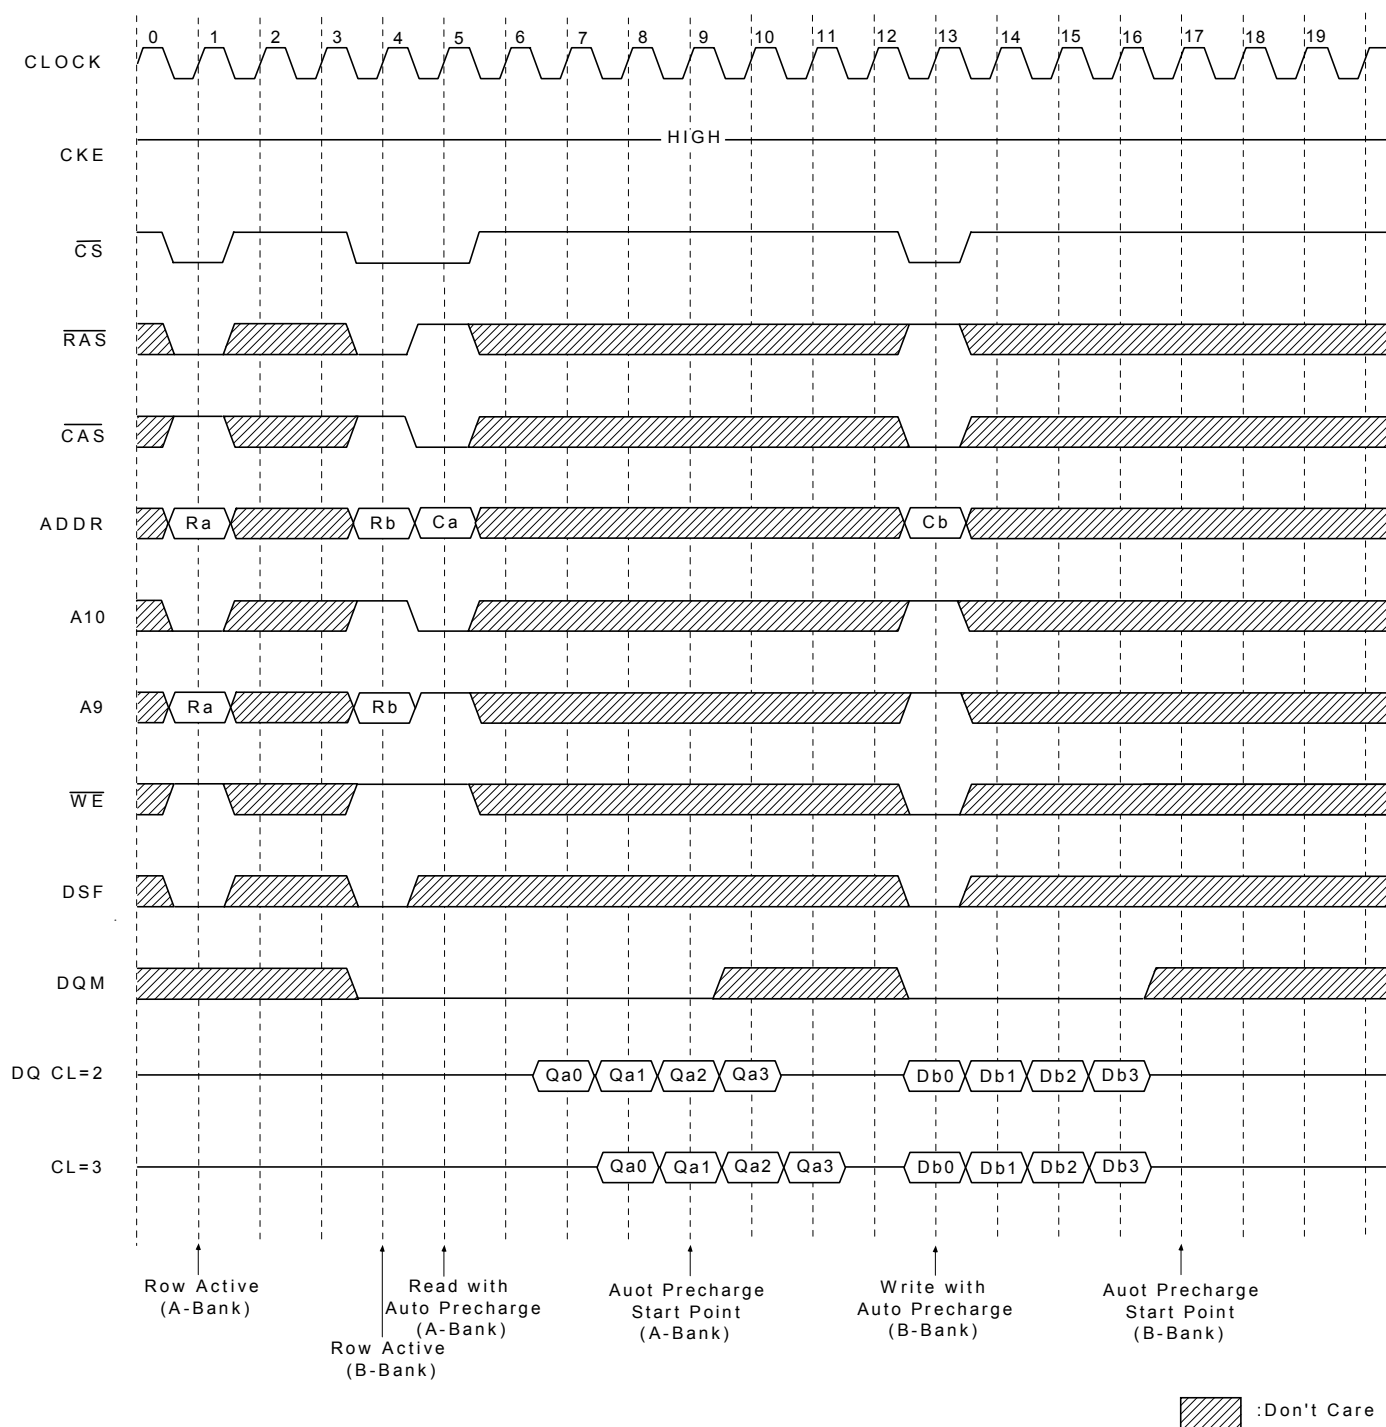 0 1 2 3 4 5 6 7 8 9 10 11 12 13 14 15 16 17 18 19
CLOCK
HIGH
CKE
CS
RAS
CAS
ADDR Ra Rb Ca Cb
A10
A9 Ra Rb
WE
DSF
DQM
DQ CL=2 Qa0 Qa1 Qa2 Qa3 Db0 Db1 Db2 Db3
CL=3 Qa0 Qa1 Qa2 Qa3 Db0 Db1 Db2 Db3
Row Active
(A-Bank)
Row Active
(B-Bank)
Read with
Auto Precharge
(A-Bank)
Auot Precharge
Start Point
(A-Bank)
Write with
Auto Precharge
(B-Bank)
Auot Precharge
Start Point
(B-Bank)
:Don't Care